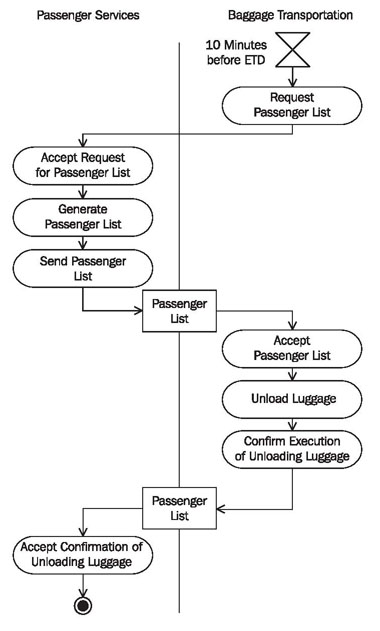 Passenger Services
Baggage Transportation
10 Minutes
before ETD
Request
Passenger List
Accept Request
for Passenger List
Generate
Passenger List
Send Passenger
List
Passenger
List
Accept
Passenger List
Unload Luggage
Confirm Execution
of Unloading Luggage
Passenger
List
Accept Confirmation of
Unloading Luggage